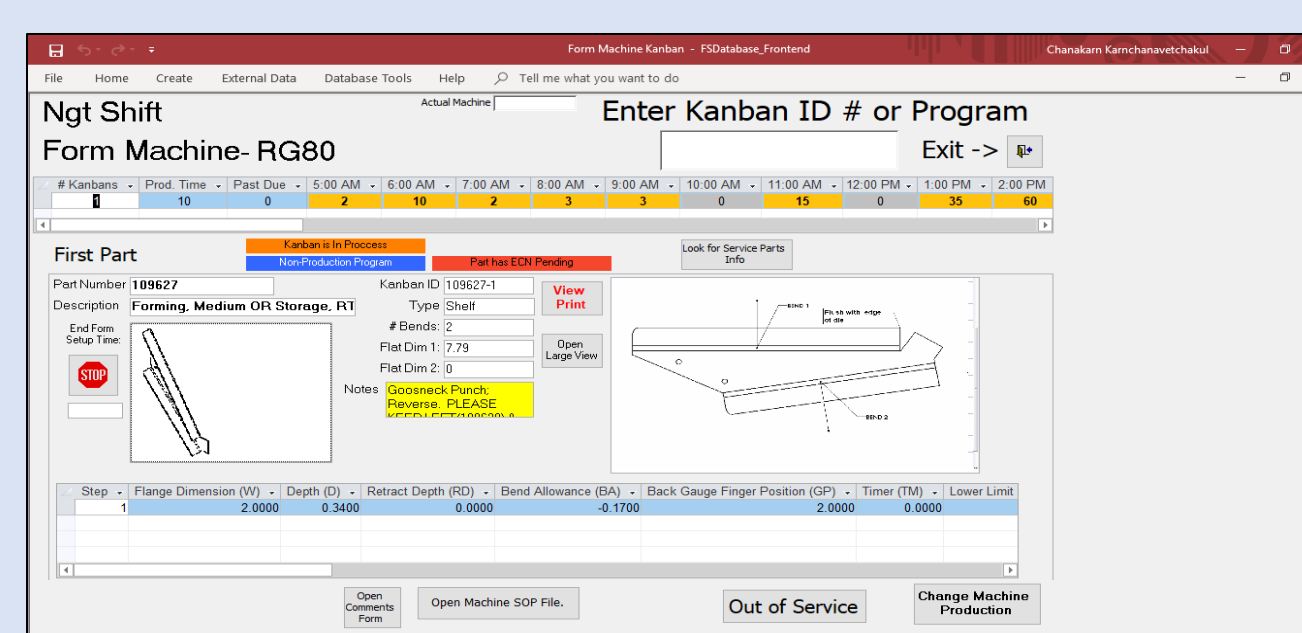 Form Machine Kanban - FSDatabase_Frontend
Chanakarn Karnchanavetchakul
File Home Create External Data Database Tools Help Tell me what you want to do
Ngt Shift
Actual Machine
Enter Kanban ID # or Program
Form Machine- RG80
Exit ->
# Kanbans Prod. Time Past Due 5:00 AM 6:00 AM 7:00 AM 8:00 AM 9:00 AM 10:00 AM 11:00 AM 12:00 PM 1:00 PM 2:00 PM
1 10 0 2 10 2 3 3 0 15 0 35 60
First Part
Kanban is In Proccess
Non-Production Program
Part has ECN Pending
Look for Service Parts
Info
Part Number 109627
Description Forming, Medium OR Storage, RT
End Form
Setup Time:
STOP
Kanban ID 109627-1
Type Shelf
# Bends: 2
Flat Dim 1: 7.79
Flat Dim 2: 0
Notes Goosneck Punch;
Reverse. PLEASE
View
Print
Open
Large View
BEND 1
Flush with edge
of die
BEND 2
Step Flange Dimension (W) Depth (D) Retract Depth (RD) Bend Allowance (BA) Back Gauge Finger Position (GP) Timer (TM) Lower Limit
1 2.0000 0.3400 0.0000 -0.1700 2.0000 0.0000
Open
Comments
Form
Open Machine SOP File.
Out of Service
Change Machine
Production